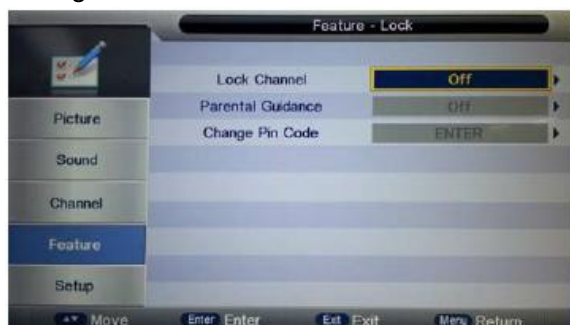 Feature - Lock
Lock Channel Off
Parental Guidance Off
Change Pin Code ENTER
Picture
Sound
Channel
Feature
Setup
Move Enter Enter Exit Exit Menu Return